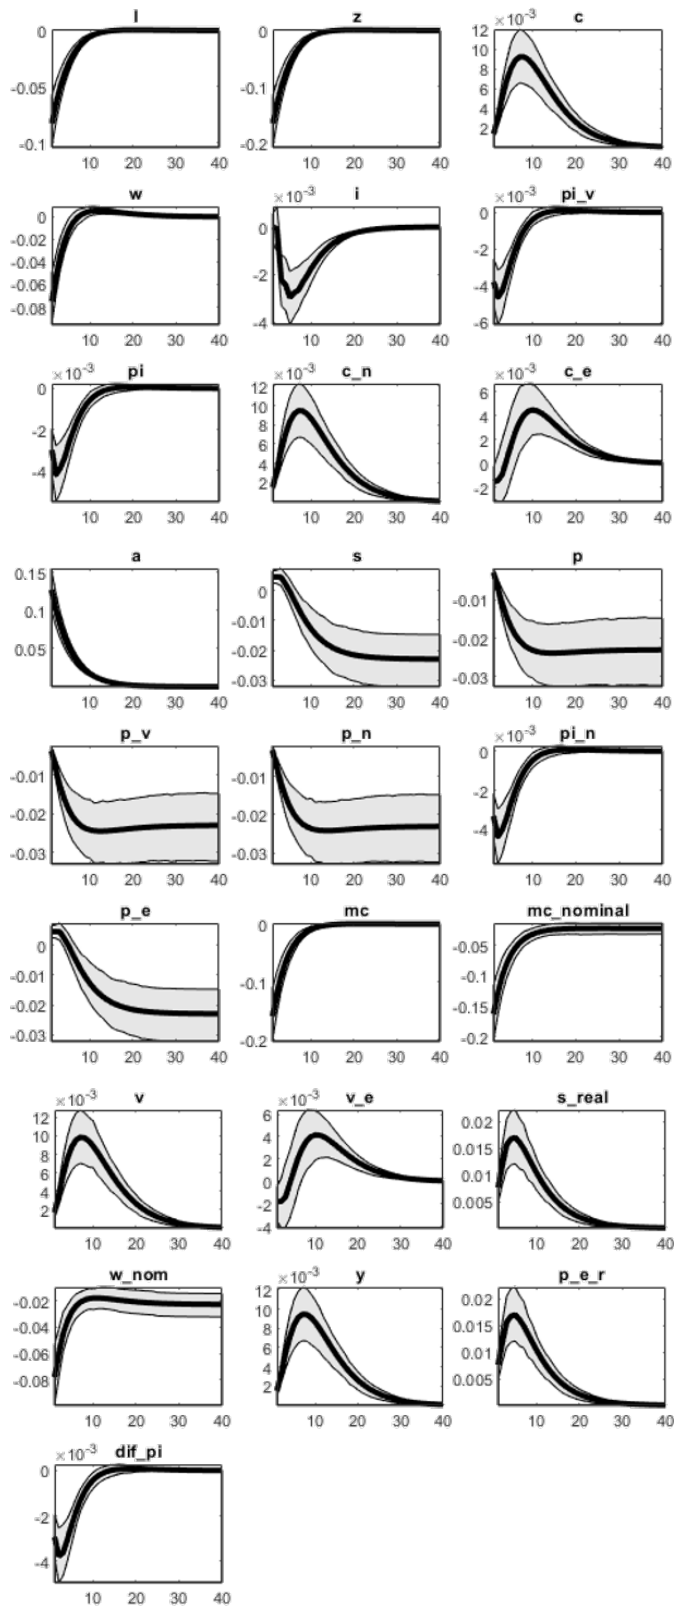 l z c
×10⁻³
0 -0.05 -0.1 10 20 30 40
0 -0.1 -0.2 10 20 30 40
12 10 8 6 4 2 10 20 30 40
w i pi_v
×10⁻³ ×10⁻³
0 -0.02 -0.04 -0.06 -0.08 10 20 30 40
0 -2 -4 10 20 30 40
0 -2 -4 -6 10 20 30 40
pi c_n c_e
×10⁻³ ×10⁻³ ×10⁻³
0 -2 -4 10 20 30 40
12 10 8 6 4 2 10 20 30 40
6 4 2 0 -2 10 20 30 40
a s p
0.15 0.1 0.05 10 20 30 40
0 -0.01 -0.02 -0.03 10 20 30 40
-0.01 -0.02 -0.03 10 20 30 40
p_v p_n pi_n
×10⁻³
-0.01 -0.02 -0.03 10 20 30 40
-0.01 -0.02 -0.03 10 20 30 40
0 -2 -4 10 20 30 40
p_e mc mc_nominal
0 -0.01 -0.02 -0.03 10 20 30 40
0 -0.1 -0.2 10 20 30 40
-0.05 -0.1 -0.15 -0.2 10 20 30 40
v v_e s_real
×10⁻³ ×10⁻³
12 10 8 6 4 2 10 20 30 40
6 4 2 0 -2 -4 10 20 30 40
0.02 0.015 0.01 0.005 10 20 30 40
w_nom y p_e_r
×10⁻³
-0.02 -0.04 -0.06 -0.08 10 20 30 40
12 10 8 6 4 2 10 20 30 40
0.02 0.015 0.01 0.005 10 20 30 40
dif_pi
×10⁻³
0 -2 -4 10 20 30 40